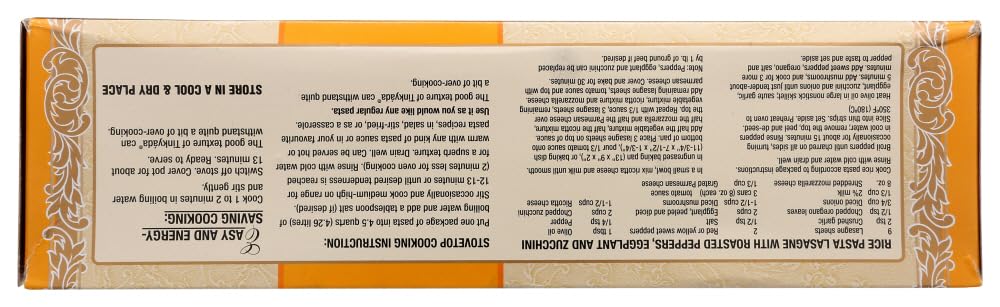 RICE PASTA LASAGNE WITH ROASTED PEPPERS, EGGPLANT AND ZUCCHINI
9 Lasagne sheets 2 Red or yellow sweet peppers 1 tbsp Olive oil
2 tsp Crushed garlic 1/2 tsp Salt 1/4 tsp Pepper
1/2 tsp Chopped oregano leaves 2 cups Eggplant, peeled and diced 2 cups Chopped zucchini
3/4 cup Diced onions 1-1/2 cups Diced mushrooms 1-1/2 cups Ricotta cheese
1/3 cup 2% milk 3 cans (8 oz. each) tomato sauce
8 oz. Shredded mozzarella cheese 1/3 cup Grated Parmesan cheese
Cook rice pasta according to package instructions.
Rinse with cold water and drain well.
Broil peppers until charred on all sides, turning
occasionally for about 15 minutes. Rinse peppers
in cool water; remove the top, peel and de-seed.
Slice into thin strips. Set aside. Preheat oven to
350°F (180°C)
Heat olive oil in large nonstick skillet; saute garlic,
eggplant, zucchini and onions until just tender-about
5 minutes. Add mushrooms, and cook for 3 more
minutes. Add sweet peppers, oregano, salt and
pepper to taste and set aside.
In a small bowl, mix ricotta cheese and milk until smooth.
In ungreased baking pan (13" x 9" x 2"), or baking dish
(11-3/4" x 7-1/2" x 1-3/4"), pour 1/3 tomato sauce onto
bottom of pan. Place 3 lasagne sheets on top of sauce.
Add half the vegetable mixture, half the ricotta mixture
half the mozzarella and half the Parmesan cheese over
the top. Repeat with 1/3 sauce, 3 lasagne sheets, remaining
vegetable mixture, ricotta mixture and mozzarella cheese.
Add remaining lasagne sheets, tomato sauce and top with
parmesan cheese. Cover and bake for 30 minutes.
Note: Peppers, eggplant and zucchini can be replaced
by 1 lb. of ground beef if desired.
STOVETOP COOKING INSTRUCTION:
Put one package of pasta into 4.5 quarts (4.26 litres) of
boiling water and add a tablespoon salt (if desired).
Stir occasionally and cook medium-high on range for
12-13 minutes or until desired tenderness is reached
(2 minutes less for oven cooking). Rinse with cold water
for a superb texture. Drain well. Can be served hot or
warm with any kind of pasta sauce or in your favourite
pasta recipes, in salad, stir-fried, or as a casserole.
Use it as you would like any regular pasta.
The good texture of Tinkyáda® can withstand quite
a bit of over-cooking.
EASY AND ENERGY-
SAVING COOKING:
Cook 1 to 2 minutes in boiling water
and stir gently.
Switch off stove. Cover pot for about
13 minutes. Ready to serve.
The good texture of Tinkyáda® can
withstand quite a bit of over-cooking.
STORE IN A COOL & DRY PLACE